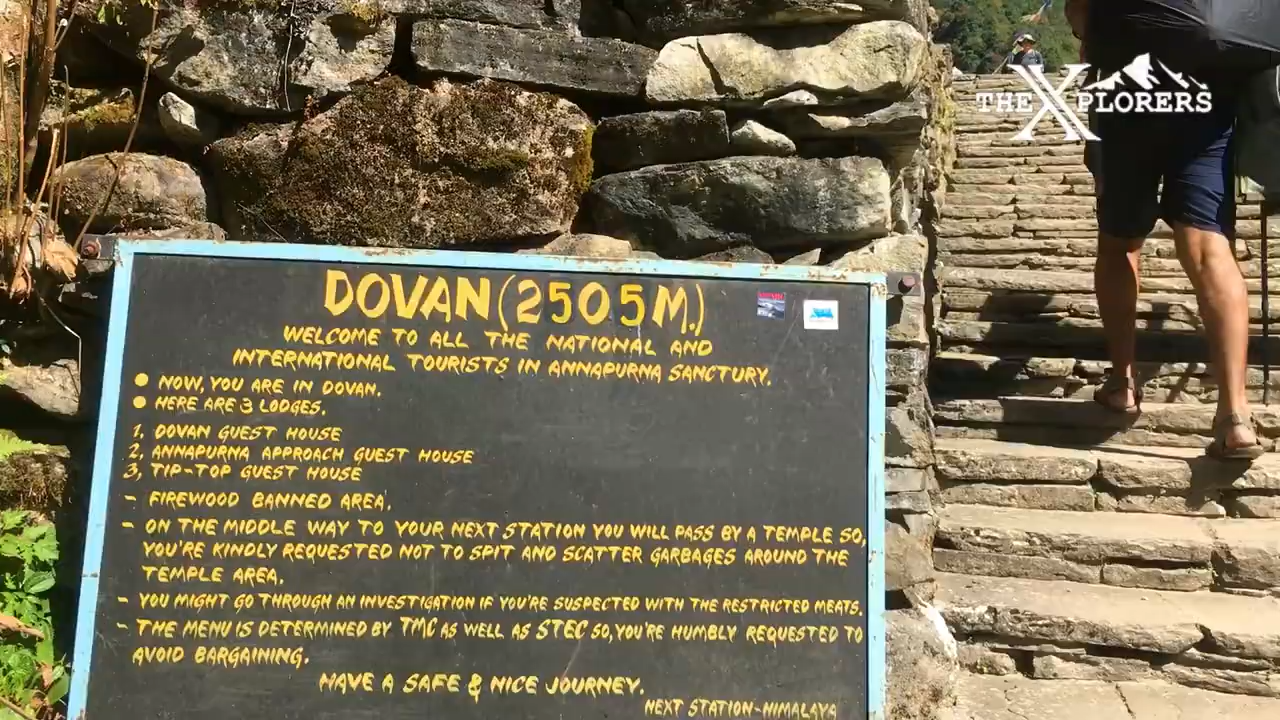 THE XPLORERS
DOVAN (2505M.)
WELCOME TO ALL THE NATIONAL AND
INTERNATIONAL TOURISTS IN ANNAPURNA SANCTURY.
● NOW, YOU ARE IN DOVAN.
● HERE ARE 3 LODGES.
1, DOVAN GUEST HOUSE
2, ANNAPURNA APPROACH GUEST HOUSE
3, TIP-TOP GUEST HOUSE
- FIREWOOD BANNED AREA.
- ON THE MIDDLE WAY TO YOUR NEXT STATION YOU WILL PASS BY A TEMPLE SO,
YOU'RE KINDLY REQUESTED NOT TO SPIT AND SCATTER GARBAGES AROUND THE
TEMPLE AREA.
- YOU MIGHT GO THROUGH AN INVESTIGATION IF YOU'RE SUSPECTED WITH THE RESTRICTED MEATS.
- THE MENU IS DETERMINED BY TMC AS WELL AS STEC SO, YOU'RE HUMBLY REQUESTED TO
AVOID BARGAINING.
HAVE A SAFE & NICE JOURNEY.
NEXT STATION-HIMALAYA